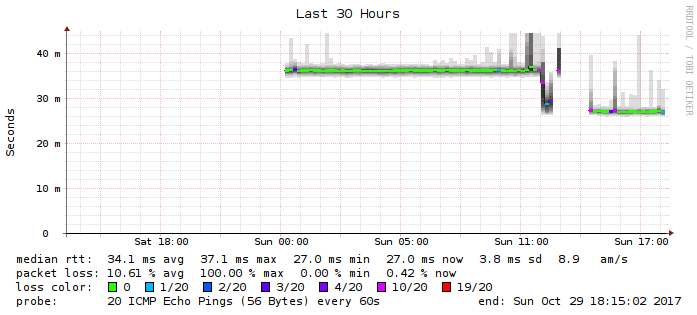 Last 30 Hours
RRDTOOL / TOBI OETIKER
Seconds
40 m
30 m
20 m
10 m
0
Sat 18:00 Sun 00:00 Sun 05:00 Sun 11:00 Sun 17:00
median rtt: 34.1 ms avg 37.1 ms max 27.0 ms min 27.0 ms now 3.8 ms sd 8.9 am/s
packet loss: 10.61 % avg 100.00 % max 0.00 % min 0.42 % now
loss color: 0 1/20 2/20 3/20 4/20 10/20 19/20
probe: 20 ICMP Echo Pings (56 Bytes) every 60s end: Sun Oct 29 18:15:02 2017